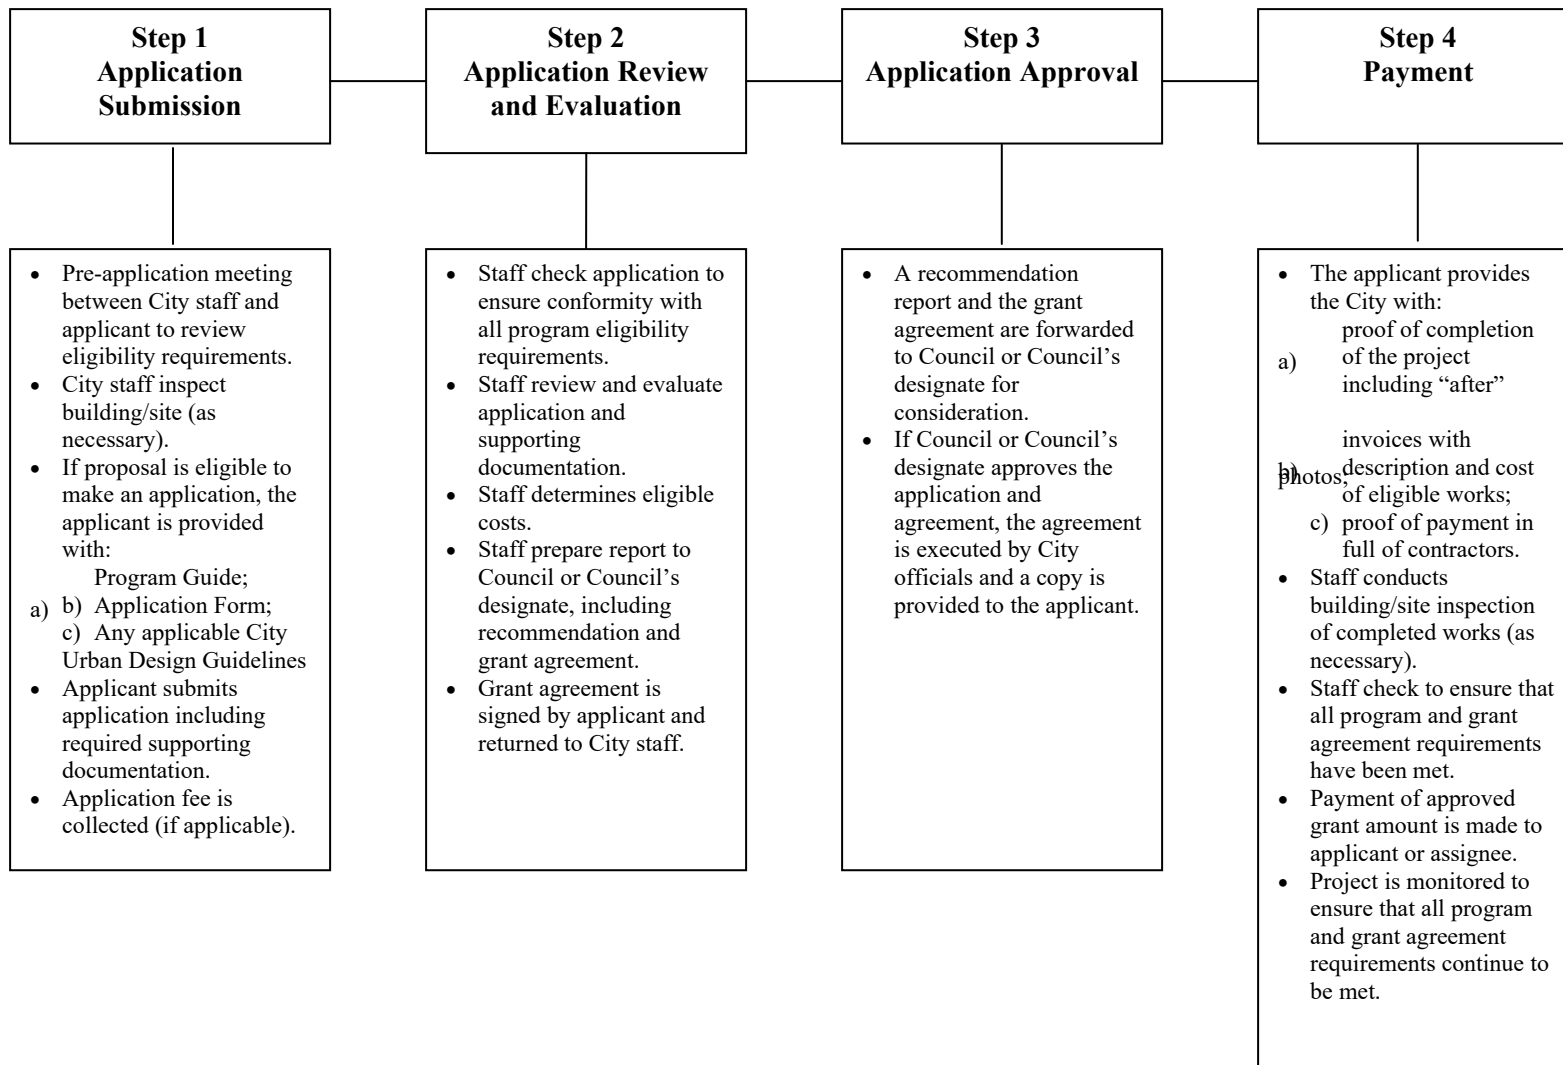 Step 1
Application
Submission
Step 2
Application Review
and Evaluation
Step 3
Application Approval
Step 4
Payment
• Pre-application meeting
between City staff and
applicant to review
eligibility requirements.
• City staff inspect
building/site (as
necessary).
• If proposal is eligible to
make an application, the
applicant is provided
with:
Program Guide;
a) b) Application Form;
c) Any applicable City
Urban Design Guidelines
• Applicant submits
application including
required supporting
documentation.
• Application fee is
collected (if applicable).
• Staff check application to
ensure conformity with
all program eligibility
requirements.
• Staff review and evaluate
application and
supporting
documentation.
• Staff determines eligible
costs.
• Staff prepare report to
Council or Council’s
designate, including
recommendation and
grant agreement.
• Grant agreement is
signed by applicant and
returned to City staff.
• A recommendation
report and the grant
agreement are forwarded
to Council or Council’s
designate for
consideration.
• If Council or Council’s
designate approves the
application and
agreement, the agreement
is executed by City
officials and a copy is
provided to the applicant.
• The applicant provides
the City with:
proof of completion
a) of the project
including “after”
photos;
invoices with
b) description and cost
of eligible works;
c) proof of payment in
full of contractors.
• Staff conducts
building/site inspection
of completed works (as
necessary).
• Staff check to ensure that
all program and grant
agreement requirements
have been met.
• Payment of approved
grant amount is made to
applicant or assignee.
• Project is monitored to
ensure that all program
and grant agreement
requirements continue to
be met.